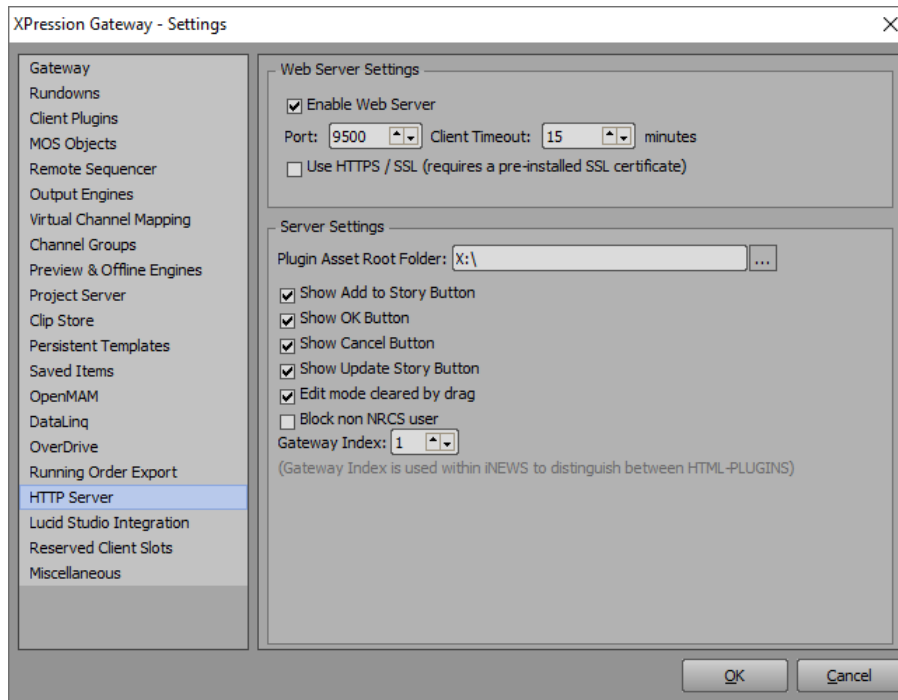 XPression Gateway - Settings
Gateway
Rundowns
Client Plugins
MOS Objects
Remote Sequencer
Output Engines
Virtual Channel Mapping
Channel Groups
Preview & Offline Engines
Project Server
Clip Store
Persistent Templates
Saved Items
OpenMAM
DataLinq
OverDrive
Running Order Export
HTTP Server
Lucid Studio Integration
Reserved Client Slots
Miscellaneous
Web Server Settings
Enable Web Server
Port: 9500 Client Timeout: 15 minutes
Use HTTPS / SSL (requires a pre-installed SSL certificate)
Server Settings
Plugin Asset Root Folder: X:\ ...
Show Add to Story Button
Show OK Button
Show Cancel Button
Show Update Story Button
Edit mode cleared by drag
Block non NRCS user
Gateway Index: 1
(Gateway Index is used within iNEWS to distinguish between HTML-PLUGINS)
OK Cancel